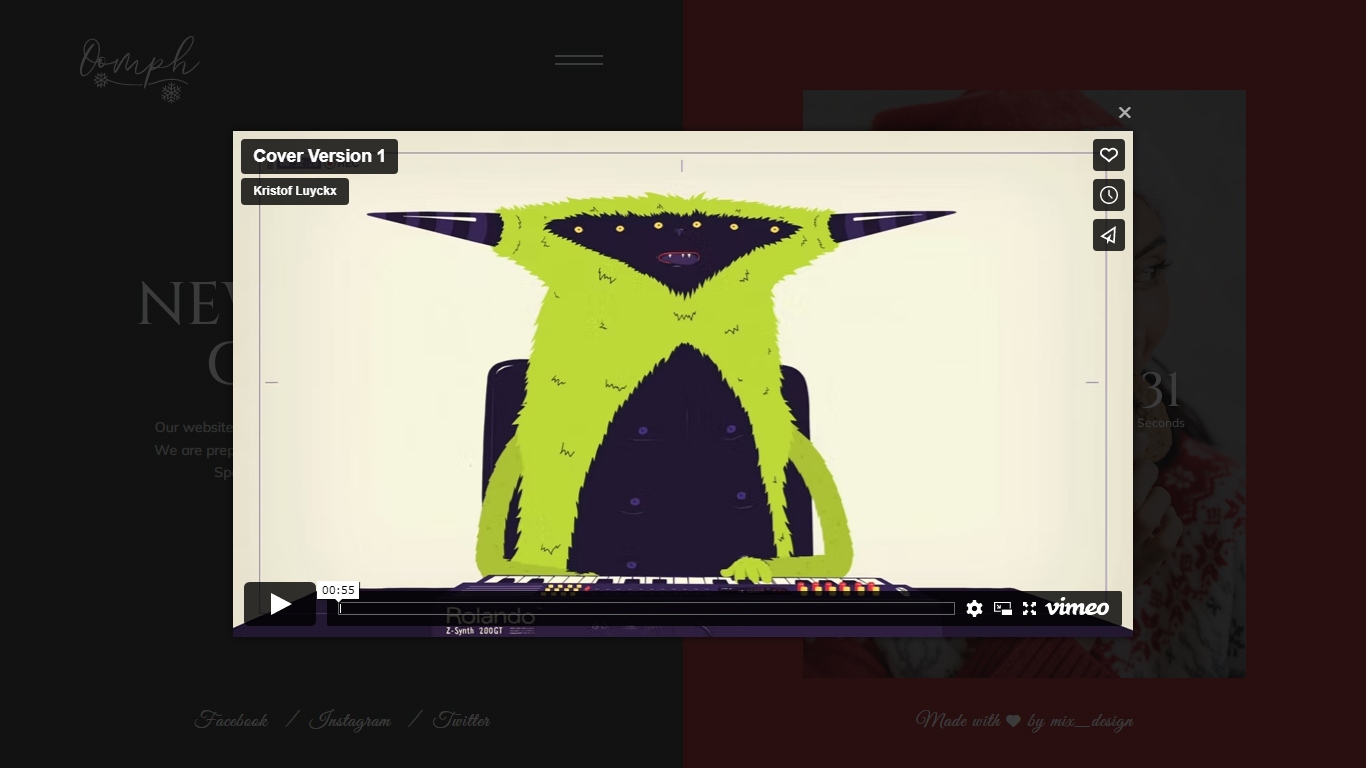 Oomph
Cover Version 1
Kristof Luyckx
NEW
31
Seconds
Our website
We are prep
Spe
00:55
vimeo
Rolando
Z-Synth 200GT
Facebook / Instagram / Twitter
Made with ♥ by mix_design